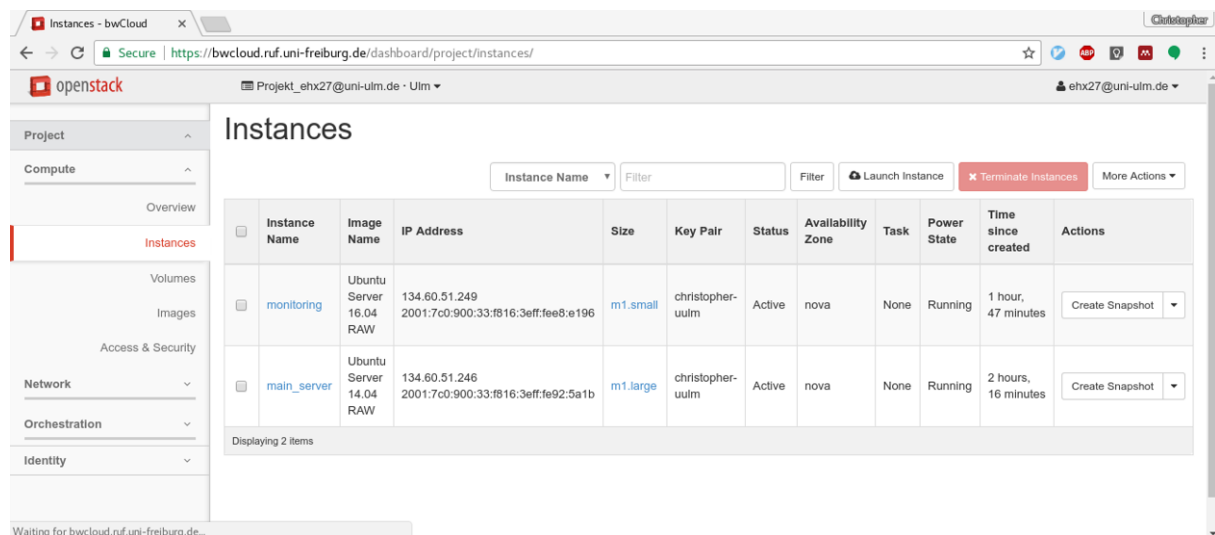 Instances - bwCloud
Christopher
Secure | https://bwcloud.ruf.uni-freiburg.de/dashboard/project/instances/
ABP
openstack
Projekt_ehx27@uni-ulm.de · Ulm
ehx27@uni-ulm.de
Project
Compute
Overview
Instances
Volumes
Images
Access & Security
Network
Orchestration
Identity
Instances
Instance Name Filter Filter Launch Instance Terminate Instances More Actions
Instance Name Image Name IP Address Size Key Pair Status Availability Zone Task Power State Time since created Actions
monitoring Ubuntu Server 16.04 RAW 134.60.51.249 2001:7c0:900:33:f816:3eff:fee8:e196 m1.small christopher-uulm Active nova None Running 1 hour, 47 minutes Create Snapshot
main_server Ubuntu Server 14.04 RAW 134.60.51.246 2001:7c0:900:33:f816:3eff:fe92:5a1b m1.large christopher-uulm Active nova None Running 2 hours, 16 minutes Create Snapshot
Displaying 2 items
Waiting for bwcloud.ruf.uni-freiburg.de...